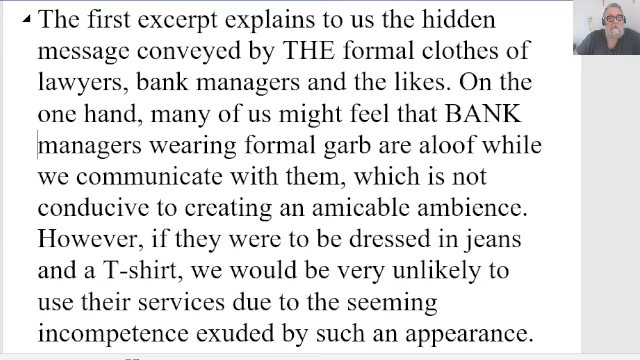 The first excerpt explains to us the hidden
message conveyed by THE formal clothes of
lawyers, bank managers and the likes. On the
one hand, many of us might feel that BANK
managers wearing formal garb are aloof while
we communicate with them, which is not
conducive to creating an amicable ambience.
However, if they were to be dressed in jeans
and a T-shirt, we would be very unlikely to
use their services due to the seeming
incompetence exuded by such an appearance.